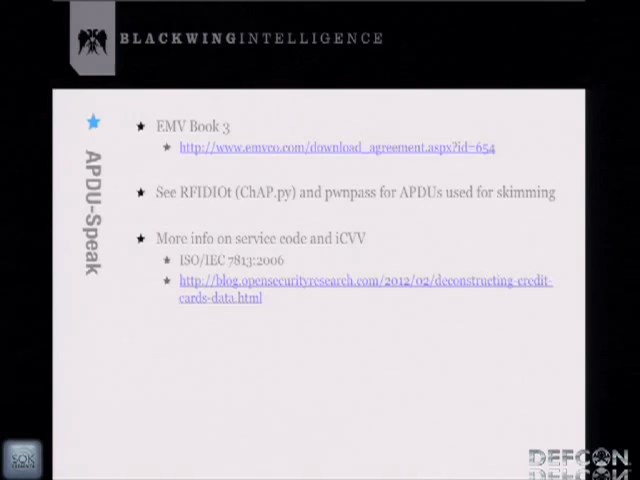 BLACKWINGINTELLIGENCE
APDU-Speak
EMV Book 3
http://www.emvco.com/download_agreement.aspx?id=654
See RFIDIOt (ChAP.py) and pwnpass for APDUs used for skimming
More info on service code and iCVV
ISO/IEC 7813:2006
http://blog.opensecurityresearch.com/2012/02/deconstructing-credit-
cards-data.html
SOK
DEFCON